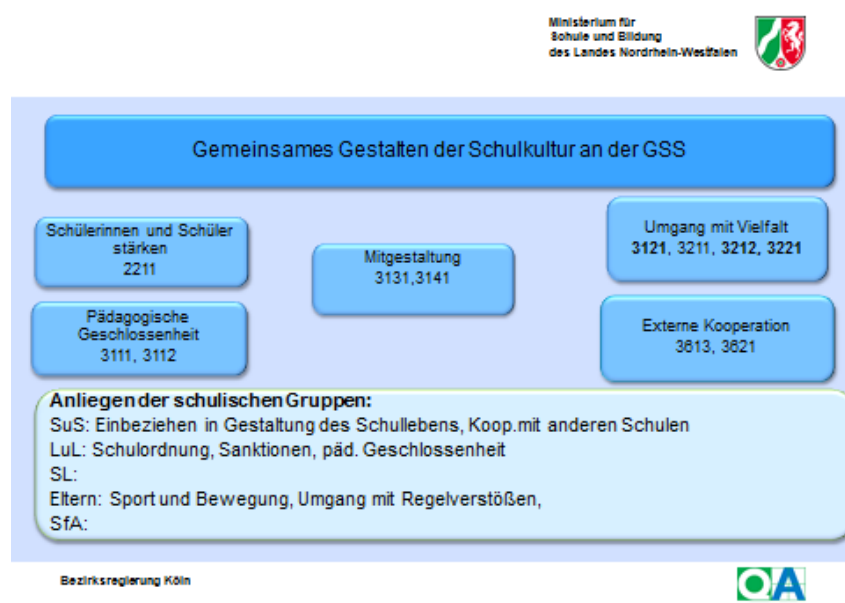 Ministerium für
Schule und Bildung
des Landes Nordrhein-Westfalen
Gemeinsames Gestalten der Schulkultur an der GSS
Schülerinnen und Schüler
stärken
2211
Mitgestaltung
3131,3141
Umgang mit Vielfalt
3121, 3211, 3212, 3221
Pädagogische
Geschlossenheit
3111, 3112
Externe Kooperation
3613, 3621
Anliegen der schulischen Gruppen:
SuS: Einbeziehen in Gestaltung des Schullebens, Koop.mit anderen Schulen
LuL: Schulordnung, Sanktionen, päd. Geschlossenheit
SL:
Eltern: Sport und Bewegung, Umgang mit Regelverstößen,
SfA:
Bezirksregierung Köln
QA